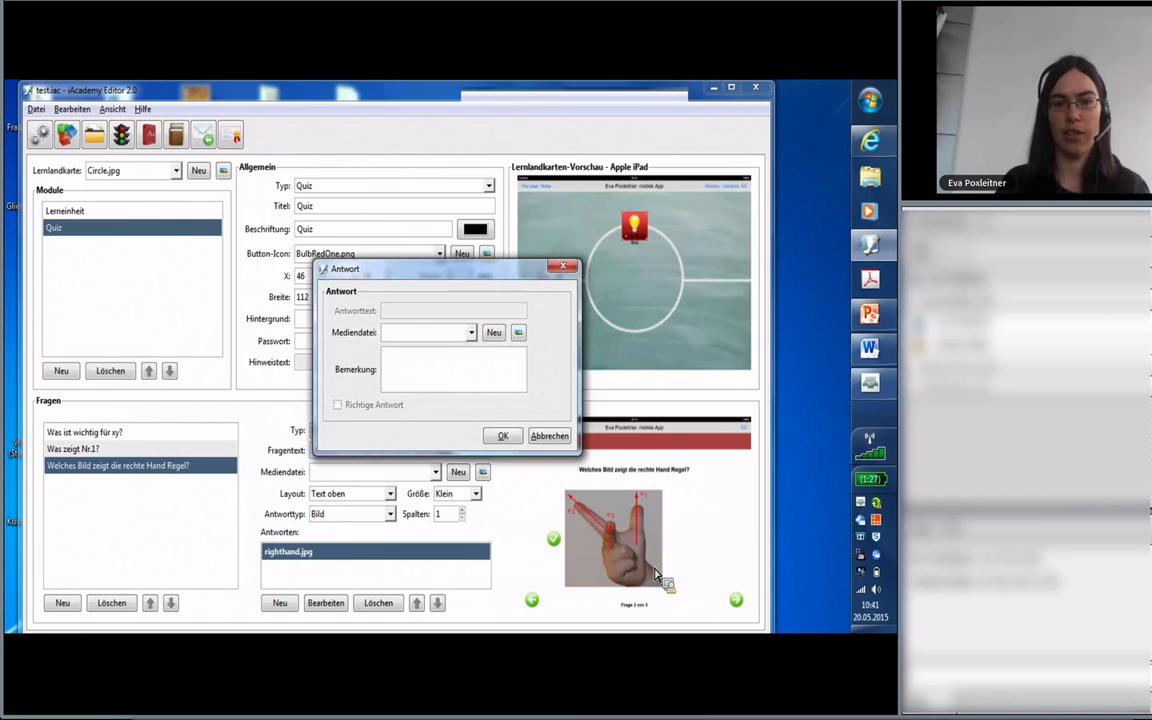 test.iac - iAcademy Editor 2.0
Datei Bearbeiten Ansicht Hilfe
Lernlandkarte: Circle.jpg Neu
Module
Lerneinheit
Quiz
Neu Löschen
Allgemein
Typ: Quiz
Titel: Quiz
Beschriftung: Quiz
Button-Icon: BulbRedOne.png Neu
X: 46
Breite: 112
Hintergrund:
Passwort:
Hinweistext:
Lernlandkarten-Vorschau - Apple iPad
Eva Poxleitner: mobile App
Antwort
Antwort
Antworttext:
Mediendatei: Neu
Bemerkung:
Richtige Antwort
OK Abbrechen
Fragen
Was ist wichtig für xy?
Was zeigt Nr.1?
Welches Bild zeigt die rechte Hand Regel?
Neu Löschen
Typ:
Fragentext:
Mediendatei: Neu
Layout: Text oben Größe: Klein
Antworttyp: Bild Spalten: 1
Antworten:
righthand.jpg
Neu Bearbeiten Löschen
Eva Poxleitner: mobile App
Welches Bild zeigt die rechte Hand Regel?
Frage 3 von 3
(1:27)
10:41
20.05.2015
Eva Poxleitner